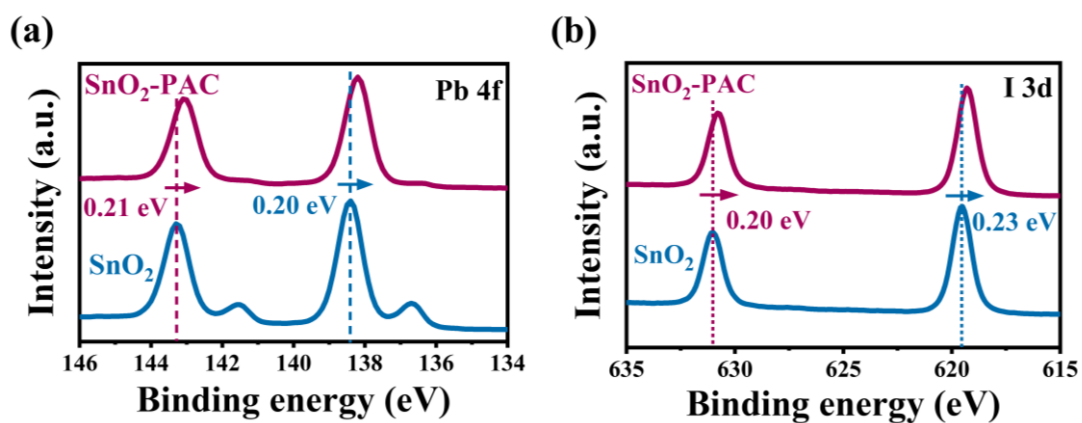 (a)
SnO₂-PAC
Pb 4f
0.21 eV
0.20 eV
SnO₂
Intensity (a.u.)
146 144 142 140 138 136 134
Binding energy (eV)
(b)
SnO₂-PAC
I 3d
0.20 eV
0.23 eV
SnO₂
Intensity (a.u.)
635 630 625 620 615
Binding energy (eV)